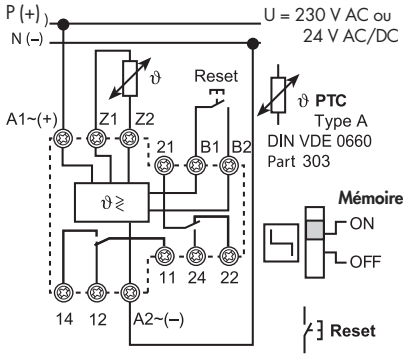 P (+)
U = 230 V AC ou
N (–)
24 V AC/DC
ϑ
Reset
ϑ PTC
Type A
DIN VDE 0660
Part 303
A1~(+) Z1 Z2
21 B1 B2
ϑ ≷
Mémoire
ON
OFF
11 24 22
14 12 A2~(–)
Reset